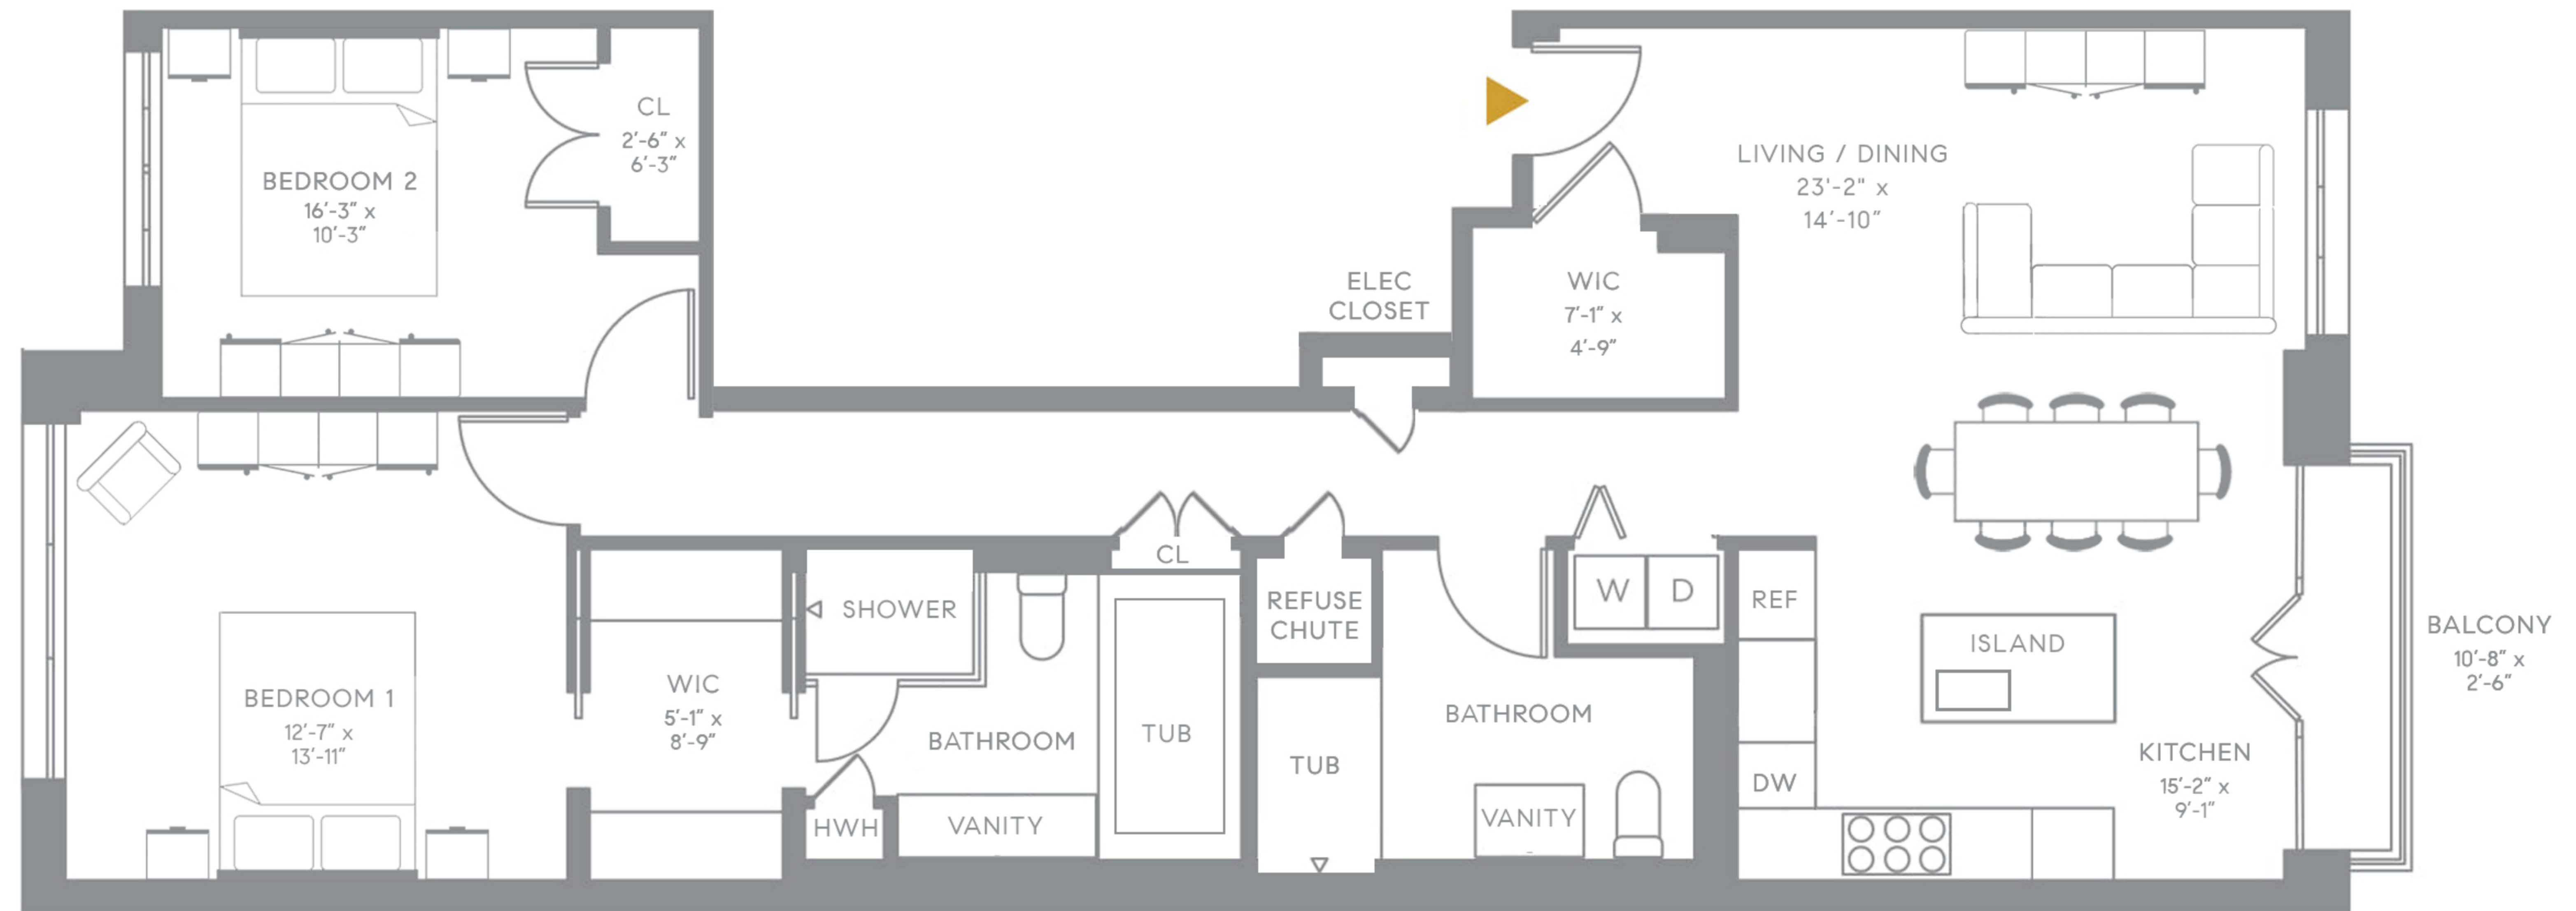 BEDROOM 2
16'-3" x
10'-3"
CL
2'-6" x
6'-3"
ELEC
CLOSET
WIC
7'-1" x
4'-9"
LIVING / DINING
23'-2" x
14'-10"
BEDROOM 1
12'-7" x
13'-11"
WIC
5'-1" x
8'-9"
SHOWER
BATHROOM
HWH
VANITY
TUB
CL
REFUSE
CHUTE
TUB
BATHROOM
VANITY
W
D
REF
DW
ISLAND
KITCHEN
15'-2" x
9'-1"
BALCONY
10'-8" x
2'-6"